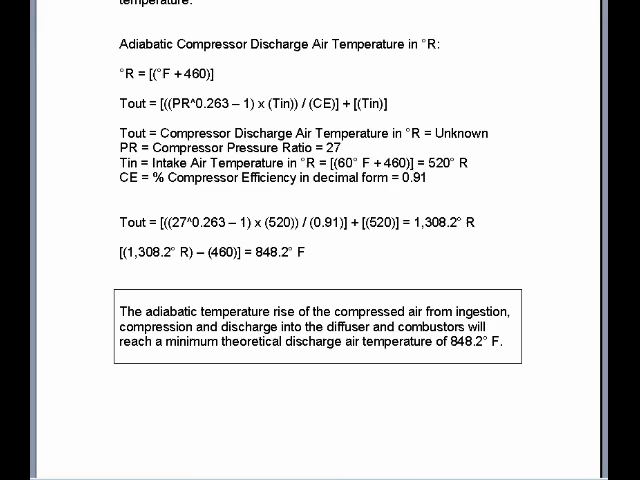 temperature.
Adiabatic Compressor Discharge Air Temperature in °R:
°R = [(°F + 460)]
Tout = [((PR^0.263 – 1) x (Tin)) / (CE)] + [(Tin)]
Tout = Compressor Discharge Air Temperature in °R = Unknown
PR = Compressor Pressure Ratio = 27
Tin = Intake Air Temperature in °R = [(60° F + 460)] = 520° R
CE = % Compressor Efficiency in decimal form = 0.91
Tout = [((27^0.263 – 1) x (520)) / (0.91)] + [(520)] = 1,308.2° R
[(1,308.2° R) – (460)] = 848.2° F
The adiabatic temperature rise of the compressed air from ingestion,
compression and discharge into the diffuser and combustors will
reach a minimum theoretical discharge air temperature of 848.2° F.